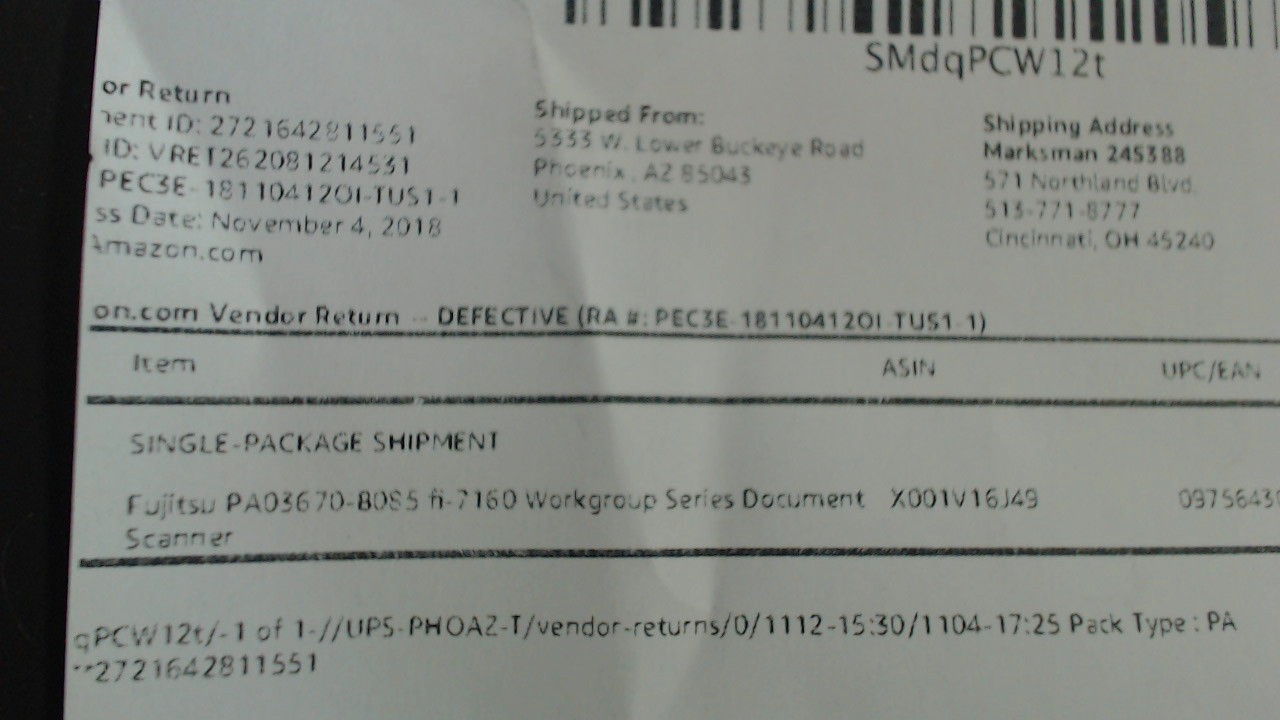 SMdqPCW12t
or Return
nent ID: 2721642811551
ID: VRET262081214531
PEC3E-18110412OI-TUS1-1
ss Date: November 4, 2018
Amazon.com
Shipped From:
5333 W. Lower Buckeye Road
Phoenix, AZ 85043
United States
Shipping Address
Marksman 245388
571 Northland Blvd.
513-771-8777
Cincinnati, OH 45240
on.com Vendor Return -- DEFECTIVE (RA #: PEC3E-18110412OI-TUS1-1)
Item ASIN UPC/EAN
SINGLE-PACKAGE SHIPMENT
Fujitsu PA03670-B085 fi-7160 Workgroup Series Document X001V16J49 0975643
Scanner
qPCW12t/-1 of 1-//UPS-PHOAZ-T/vendor-returns/0/1112-15:30/1104-17:25 Pack Type : PA
**2721642811551